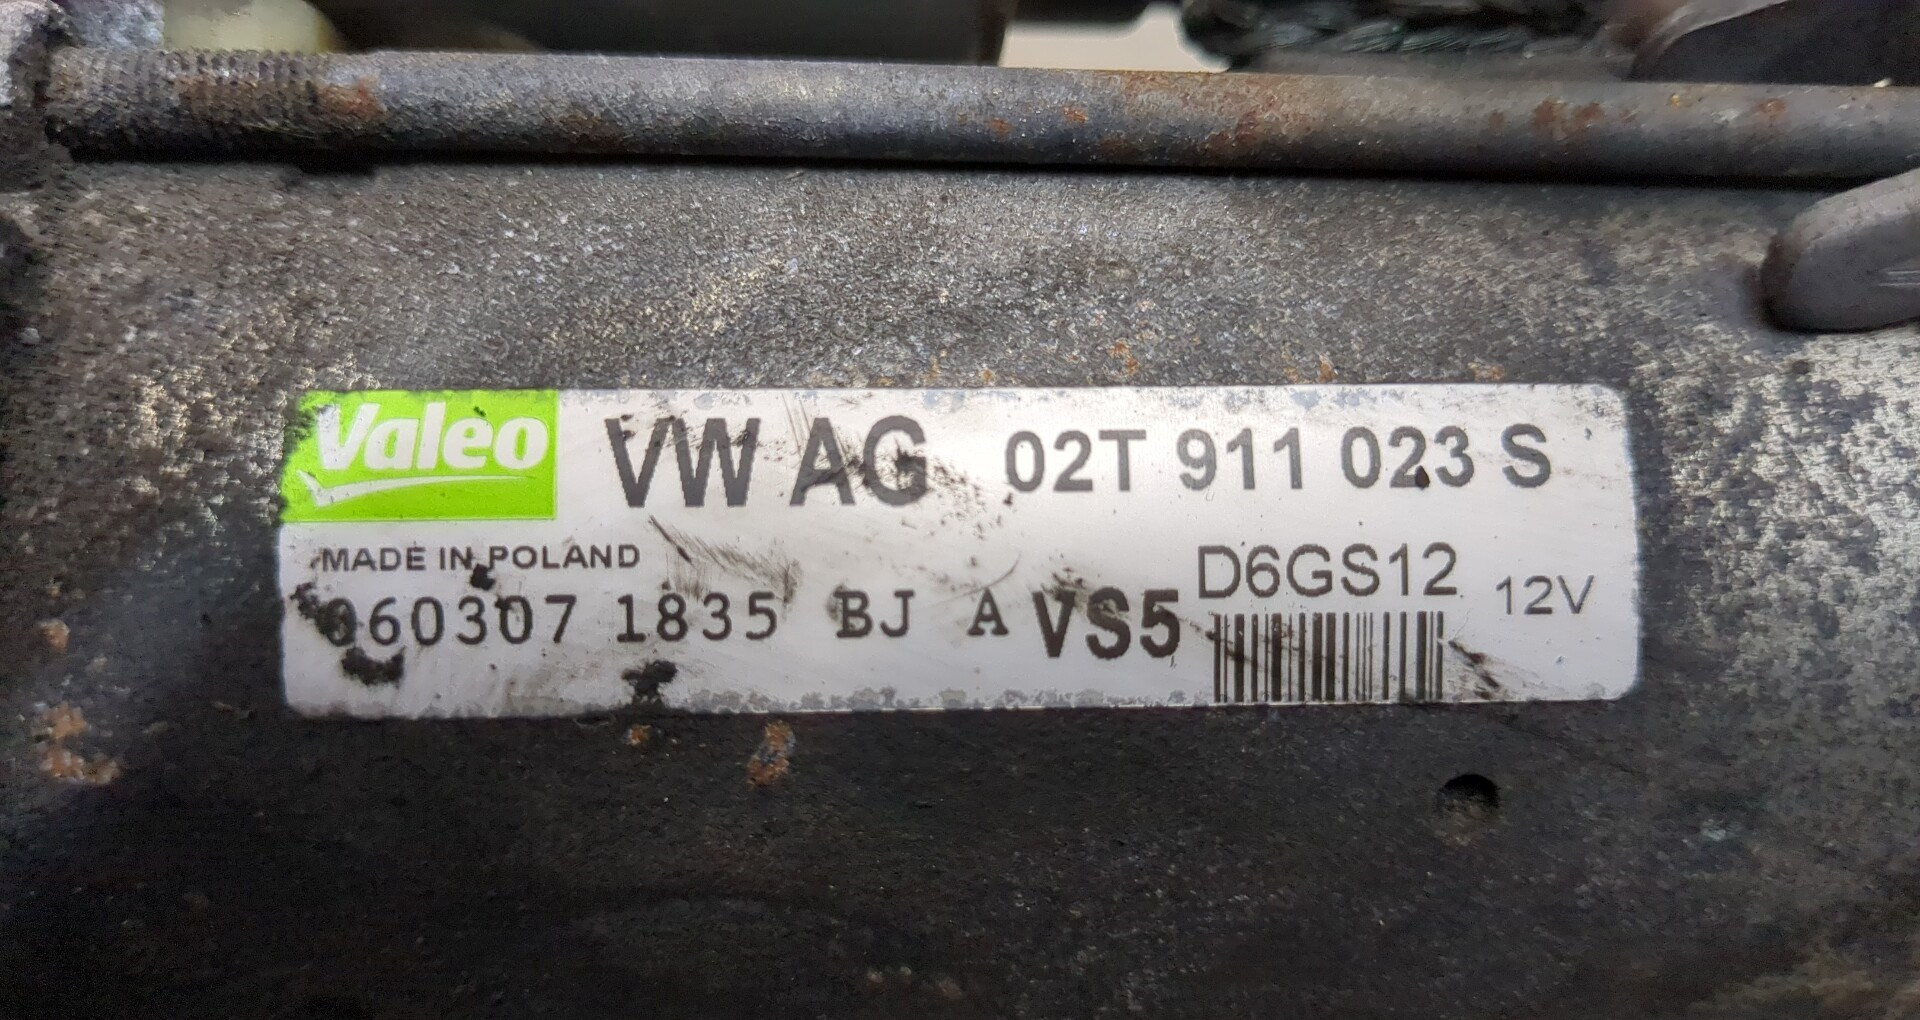 Valeo VW AG 02T 911 023 S
MADE IN POLAND D6GS12 12V
060307 1835 BJ A VS5